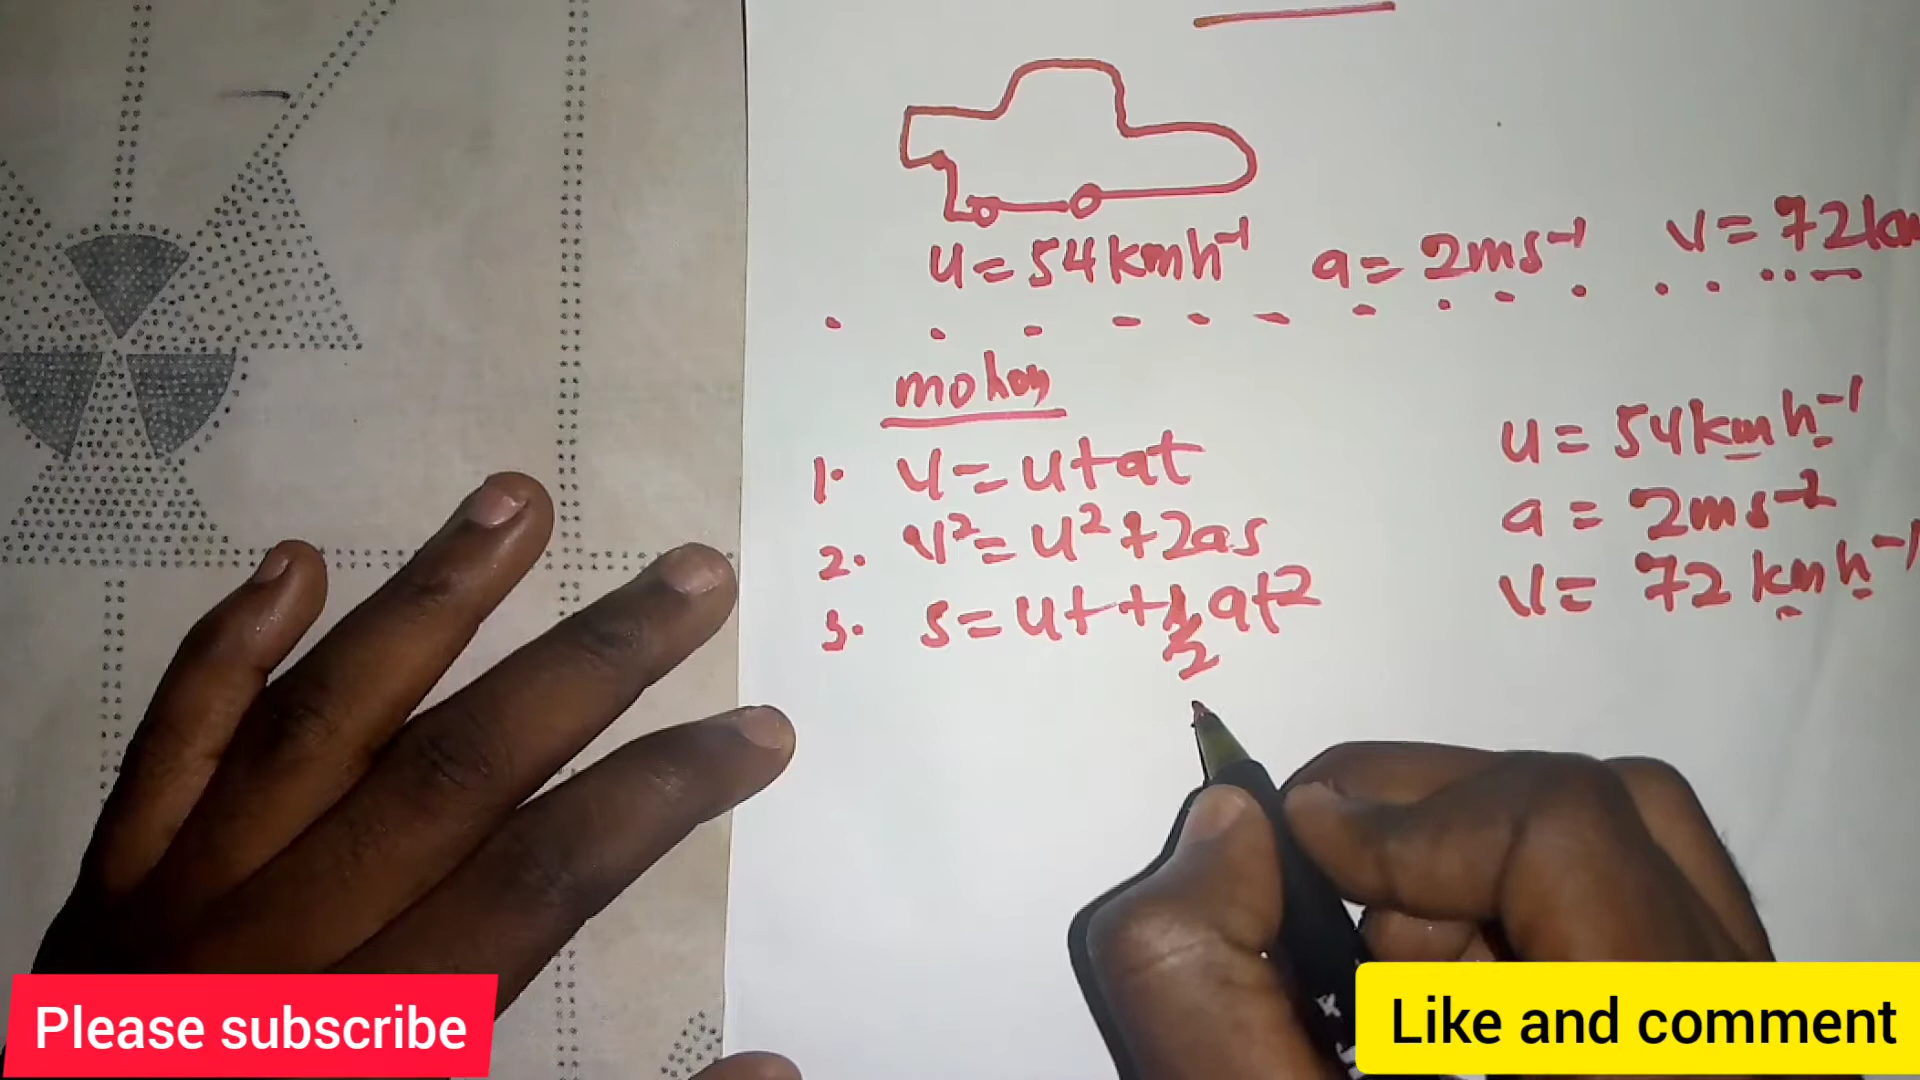 u = 54kmh⁻¹ a = 2ms⁻¹ v = 72km
motion
1. v = u + at
2. v² = u² + 2as
3. s = ut + ½at²
u = 54kmh⁻¹
a = 2ms⁻²
v = 72kmh⁻¹
Please subscribe
Like and comment